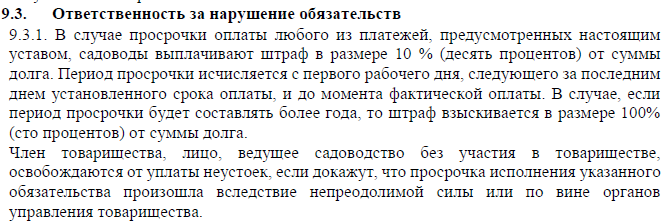 9.3. Ответственность за нарушение обязательств
9.3.1. В случае просрочки оплаты любого из платежей, предусмотренных настоящим
уставом, садоводы выплачивают штраф в размере 10 % (десять процентов) от суммы
долга. Период просрочки исчисляется с первого рабочего дня, следующего за последним
днем установленного срока оплаты, и до момента фактической оплаты. В случае, если
период просрочки будет составлять более года, то штраф взыскивается в размере 100%
(сто процентов) от суммы долга.
Член товарищества, лицо, ведущее садоводство без участия в товариществе,
освобождаются от уплаты неустоек, если докажут, что просрочка исполнения указанного
обязательства произошла вследствие непреодолимой силы или по вине органов
управления товарищества.